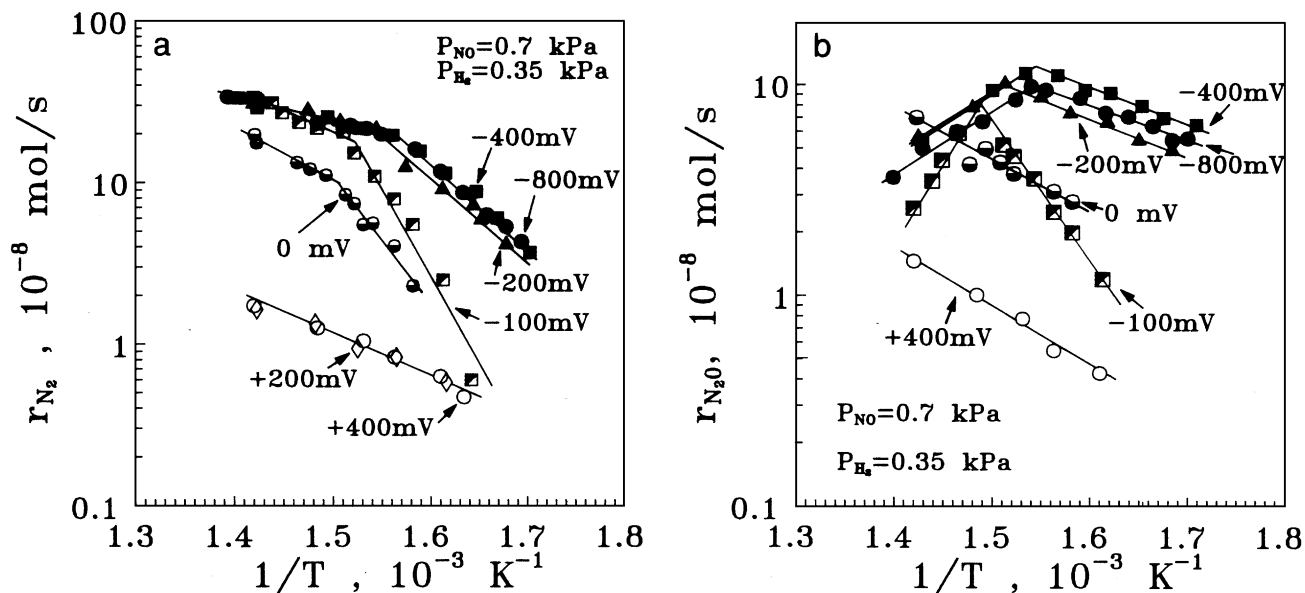 a
P_NO=0.7 kPa
P_H₂=0.35 kPa
100
10
1
0.1
r_N₂ , 10⁻⁸ mol/s
−400mV
−800mV
−200mV
−100mV
0 mV
+200mV
+400mV
1.3 1.4 1.5 1.6 1.7 1.8
1/T , 10⁻³ K⁻¹
b
10
1
0.1
r_N₂O, 10⁻⁸ mol/s
−400mV
−200mV
−800mV
0 mV
−100mV
+400mV
P_NO=0.7 kPa
P_H₂=0.35 kPa
1.3 1.4 1.5 1.6 1.7 1.8
1/T , 10⁻³ K⁻¹